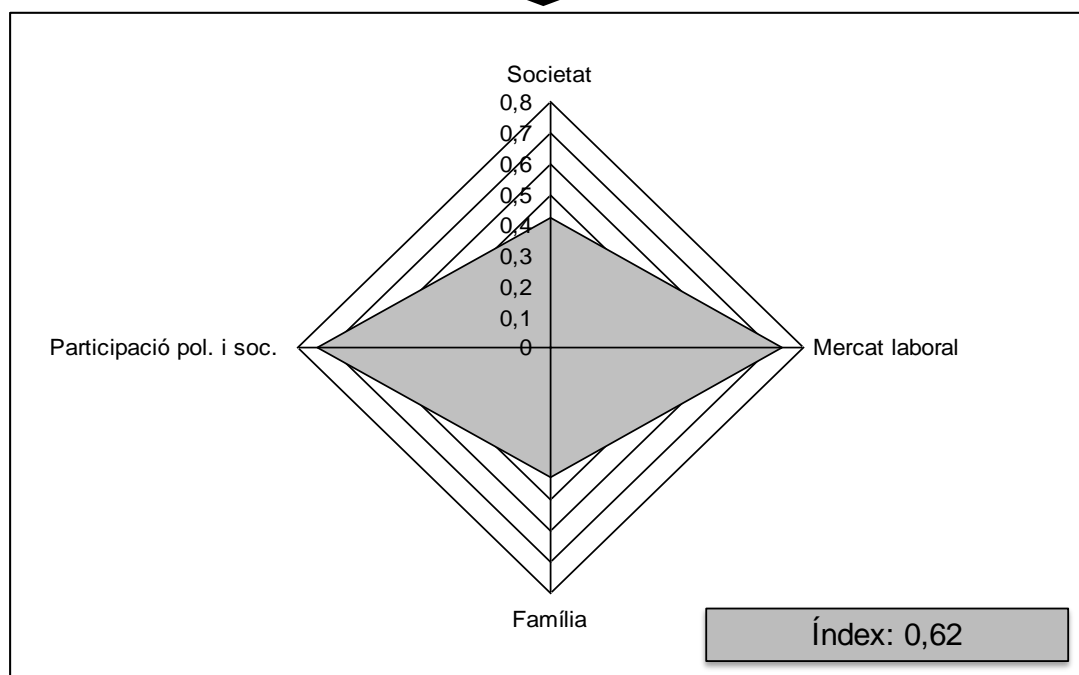 Societat
0,8
0,7
0,6
0,5
0,4
0,3
0,2
0,1
0
Participació pol. i soc.
Mercat laboral
Família
Índex: 0,62